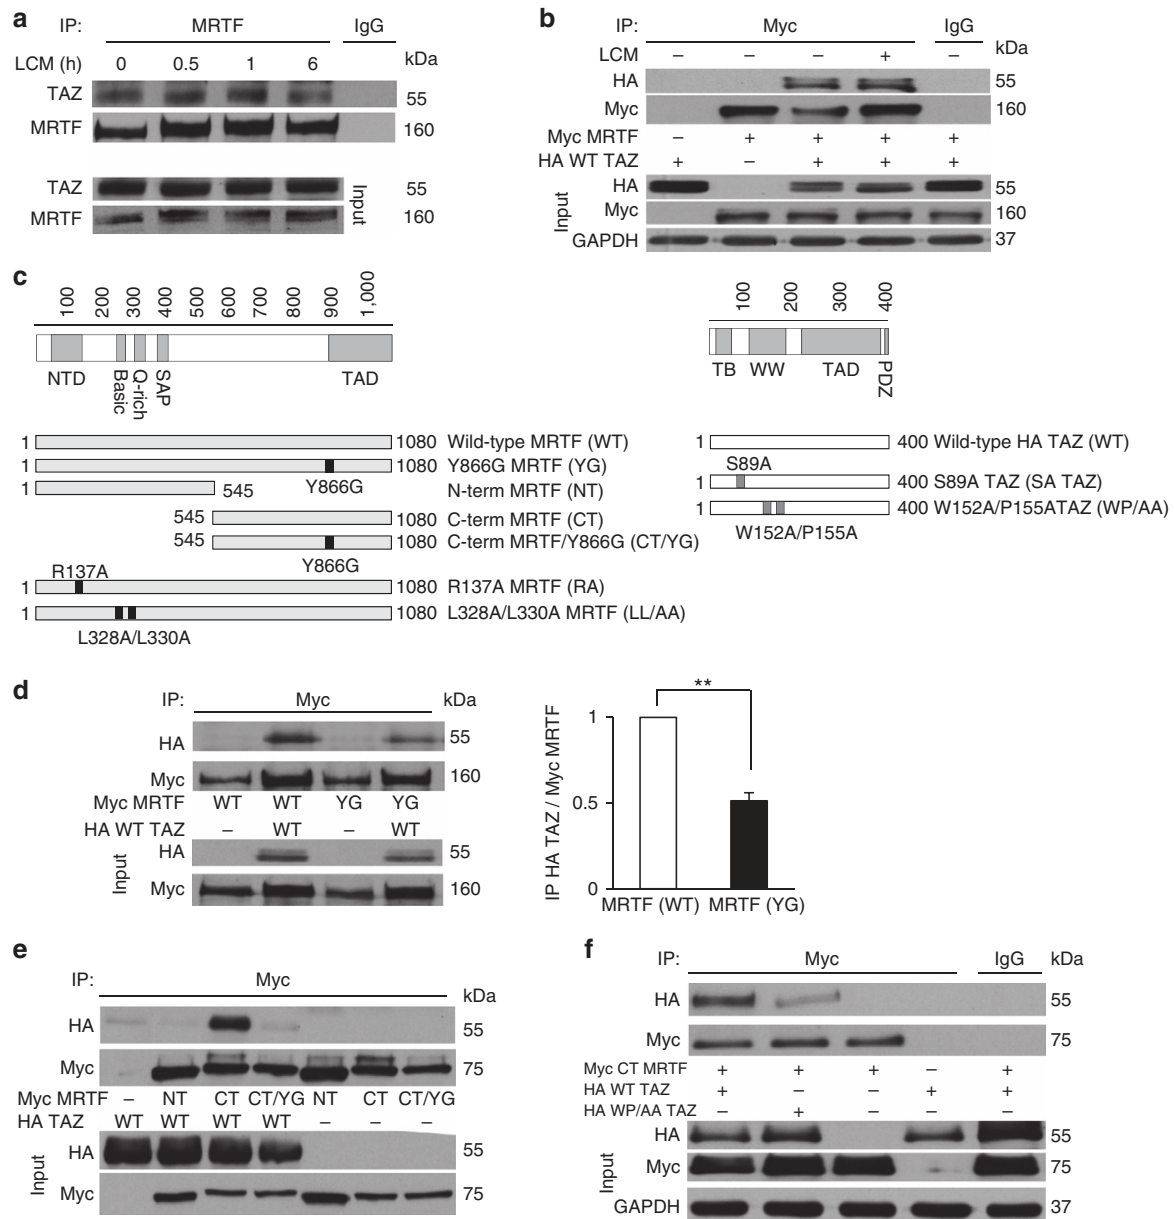 a
IP: MRTF IgG
LCM (h) 0 0.5 1 6 kDa
TAZ 55
MRTF 160
TAZ 55
MRTF 160
Input
b
IP: Myc IgG
LCM – – – + –
kDa
HA 55
Myc 160
Myc MRTF – + + + +
HA WT TAZ + – + + +
HA 55
Myc 160
GAPDH 37
Input
c
100 200 300 400 500 600 700 800 900 1,000
NTD Basic Q-rich SAP TAD
1 1080 Wild-type MRTF (WT)
1 1080 Y866G MRTF (YG)
Y866G
1 545 N-term MRTF (NT)
545 1080 C-term MRTF (CT)
545 1080 C-term MRTF/Y866G (CT/YG)
Y866G
R137A
1 1080 R137A MRTF (RA)
1 1080 L328A/L330A MRTF (LL/AA)
L328A/L330A
100 200 300 400
TB WW TAD PDZ
1 400 Wild-type HA TAZ (WT)
S89A
1 400 S89A TAZ (SA TAZ)
1 400 W152A/P155ATAZ (WP/AA)
W152A/P155A
d
IP: Myc kDa
HA 55
Myc 160
Myc MRTF WT WT YG YG
HA WT TAZ – WT – WT
HA 55
Myc 160
Input
**
IP HA TAZ / Myc MRTF
1
0.5
0
MRTF (WT) MRTF (YG)
e
IP: Myc
kDa
HA 55
Myc 75
Myc MRTF – NT CT CT/YG NT CT CT/YG
HA TAZ WT WT WT WT – – –
HA 55
Myc 75
Input
f
IP: Myc IgG kDa
HA 55
Myc 75
Myc CT MRTF + + + – +
HA WT TAZ + – – + +
HA WP/AA TAZ – + – – –
HA 55
Myc 75
GAPDH 37
Input